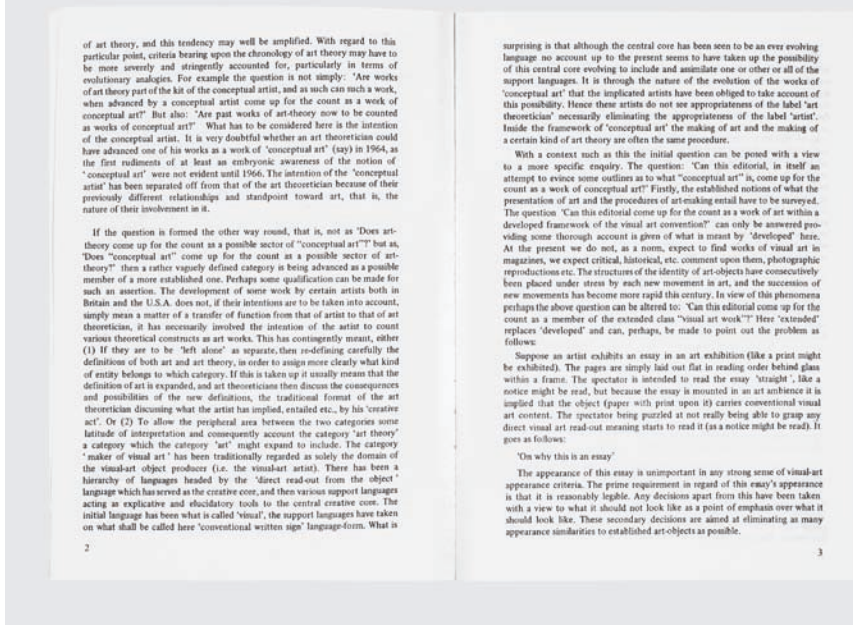 of art theory, and this tendency may well be amplified. With regard to this
particular point, criteria bearing upon the chronology of art theory may have to
be more severely and stringently accounted for, particularly in terms of
evolutionary analogies. For example the question is not simply: 'Are works
of art theory part of the kit of the conceptual artist, and as such can such a work,
when advanced by a conceptual artist come up for the count as a work of
conceptual art?' But also: 'Are past works of art-theory now to be counted
as works of conceptual art?' What has to be considered here is the intention
of the conceptual artist. It is very doubtful whether an art theoretician could
have advanced one of his works as a work of 'conceptual art' (say) in 1964, as
the first rudiments of at least an embryonic awareness of the notion of
'conceptual art' were not evident until 1966. The intention of the 'conceptual
artist' has been separated off from that of the art theoretician because of their
previously different relationships and standpoint toward art, that is, the
nature of their involvement in it.
If the question is formed the other way round, that is, not as 'Does art-
theory come up for the count as a possible sector of "conceptual art"?' but as,
'Does "conceptual art" come up for the count as a possible sector of art-
theory?' then a rather vaguely defined category is being advanced as a possible
member of a more established one. Perhaps some qualification can be made for
such an assertion. The development of some work by certain artists both in
Britain and the U.S.A. does not, if their intentions are to be taken into account,
simply mean a matter of a transfer of function from that of artist to that of art
theoretician, it has necessarily involved the intention of the artist to count
various theoretical constructs as art works. This has contingently meant, either
(1) If they are to be 'left alone' as separate, then re-defining carefully the
definitions of both art and art theory, in order to assign more clearly what kind
of entity belongs to which category. If this is taken up it usually means that the
definition of art is expanded, and art theoreticians then discuss the consequences
and possibilities of the new definitions, the traditional format of the art
theoretician discussing what the artist has implied, entailed etc., by his 'creative
act'. Or (2) To allow the peripheral area between the two categories some
latitude of interpretation and consequently account the category 'art theory'
a category which the category 'art' might expand to include. The category
'maker of visual art' has been traditionally regarded as solely the domain of
the visual-art object producer (i.e. the visual-art artist). There has been a
hierarchy of languages headed by the 'direct read-out from the object'
language which has served as the creative core, and then various support languages
acting as explicative and elucidatory tools to the central creative core. The
initial language has been what is called 'visual', the support languages have taken
on what shall be called here 'conventional written sign' language-form. What is
2
surprising is that although the central core has been seen to be an ever evolving
language no account up to the present seems to have taken up the possibility
of this central core evolving to include and assimilate one or other or all of the
support languages. It is through the nature of the evolution of the works of
'conceptual art' that the implicated artists have been obliged to take account of
this possibility. Hence these artists do not see appropriateness of the label 'art
theoretician' necessarily eliminating the appropriateness of the label 'artist'.
Inside the framework of 'conceptual art' the making of art and the making of
a certain kind of art theory are often the same procedure.
With a context such as this the initial question can be posed with a view
to a more specific enquiry. The question: 'Can this editorial, in itself an
attempt to evince some outlines as to what "conceptual art" is, come up for the
count as a work of conceptual art?' Firstly, the established notions of what the
presentation of art and the procedures of art-making entail have to be surveyed.
The question 'Can this editorial come up for the count as a work of art within a
developed framework of the visual art convention?' can only be answered pro-
viding some thorough account is given of what is meant by 'developed' here.
At the present we do not, as a norm, expect to find works of visual art in
magazines, we expect critical, historical, etc. comment upon them, photographic
reproductions etc. The structures of the identity of art-objects have consecutively
been placed under stress by each new movement in art, and the succession of
new movements has become more rapid this century. In view of this phenomena
perhaps the above question can be altered to: 'Can this editorial come up for the
count as a member of the extended class "visual art work"?' Here 'extended'
replaces 'developed' and can, perhaps, be made to point out the problem as
follows:
Suppose an artist exhibits an essay in an art exhibition (like a print might
be exhibited). The pages are simply laid out flat in reading order behind glass
within a frame. The spectator is intended to read the essay 'straight', like a
notice might be read, but because the essay is mounted in an art ambience it is
implied that the object (paper with print upon it) carries conventional visual
art content. The spectator being puzzled at not really being able to grasp any
direct visual art read-out meaning starts to read it (as a notice might be read). It
goes as follows:
'On why this is an essay'
The appearance of this essay is unimportant in any strong sense of visual-art
appearance criteria. The prime requirement in regard of this essay's appearance
is that it is reasonably legible. Any decisions apart from this have been taken
with a view to what it should not look like as a point of emphasis over what it
should look like. These secondary decisions are aimed at eliminating as many
appearance similarities to established art-objects as possible.
3